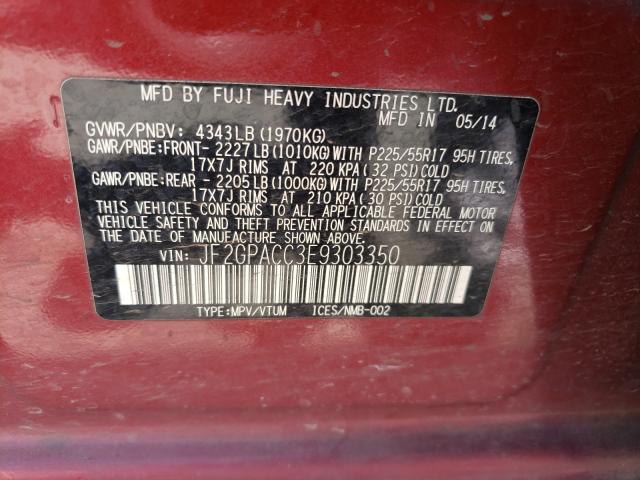 MFD BY FUJI HEAVY INDUSTRIES LTD.
MFD IN 05/14
GVWR/PNBV: 4343LB(1970KG)
GAWR/PNBE:FRONT- 2227LB(1010KG)WITH P225/55R17 95H TIRES,
17X7J RIMS AT 220 KPA(32 PSI)COLD
GAWR/PNBE:REAR - 2205LB(1000KG)WITH P225/55R17 95H TIRES,
17X7J RIMS AT 210 KPA(30 PSI)COLD
THIS VEHICLE CONFORMS TO ALL APPLICABLE FEDERAL MOTOR
VEHICLE SAFETY AND THEFT PREVENTION STANDARDS IN EFFECT ON
THE DATE OF MANUFACTURE SHOWN ABOVE.
VIN: JF2GPACC3E9303350
TYPE:MPV/VTUM ICES/NMB-002